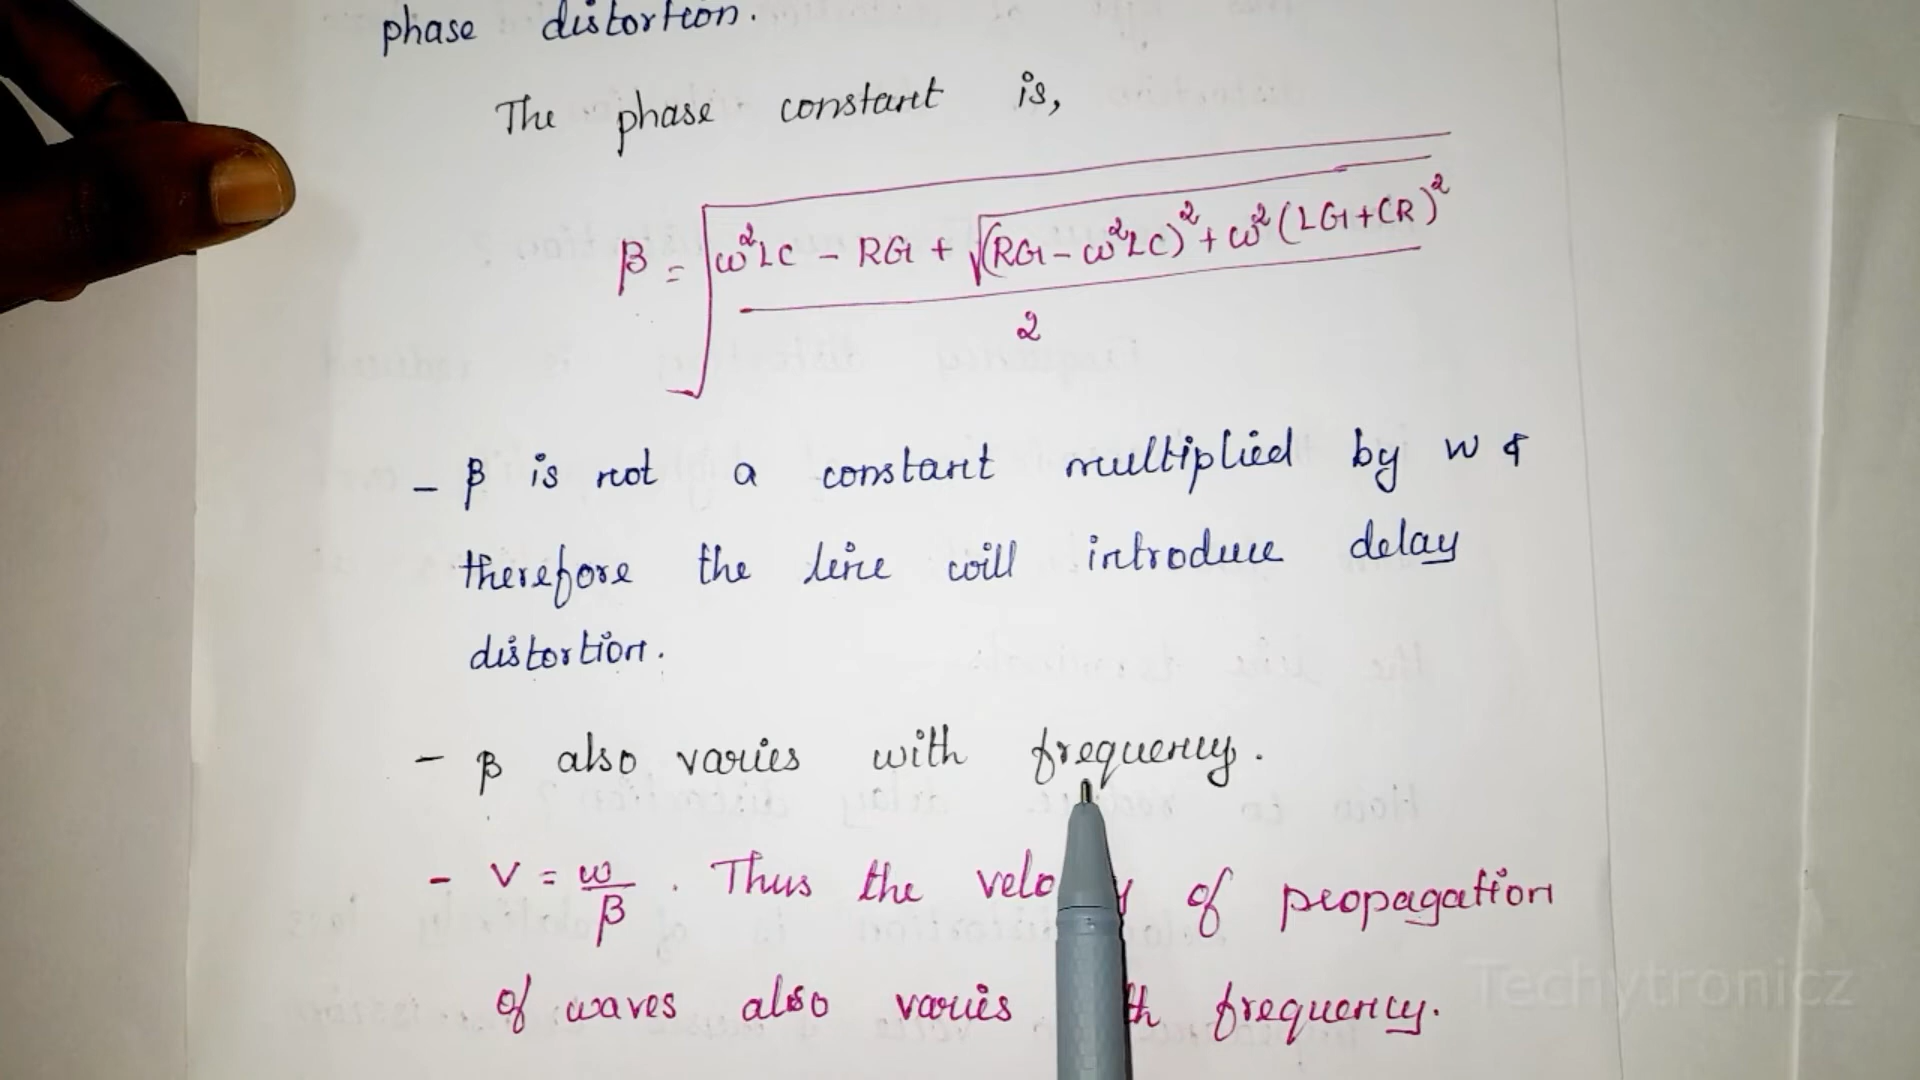 phase distortion.
The phase constant is,
β = √((ω²LC − RG + √((RG − ω²LC)² + ω²(LG + CR)²)) / 2)
- β is not a constant multiplied by w &
therefore the line will introduce delay
distortion.
- β also varies with frequency.
- V = ω/β . Thus the velo y of propagation
of waves also varies th frequency.
Techytronicz